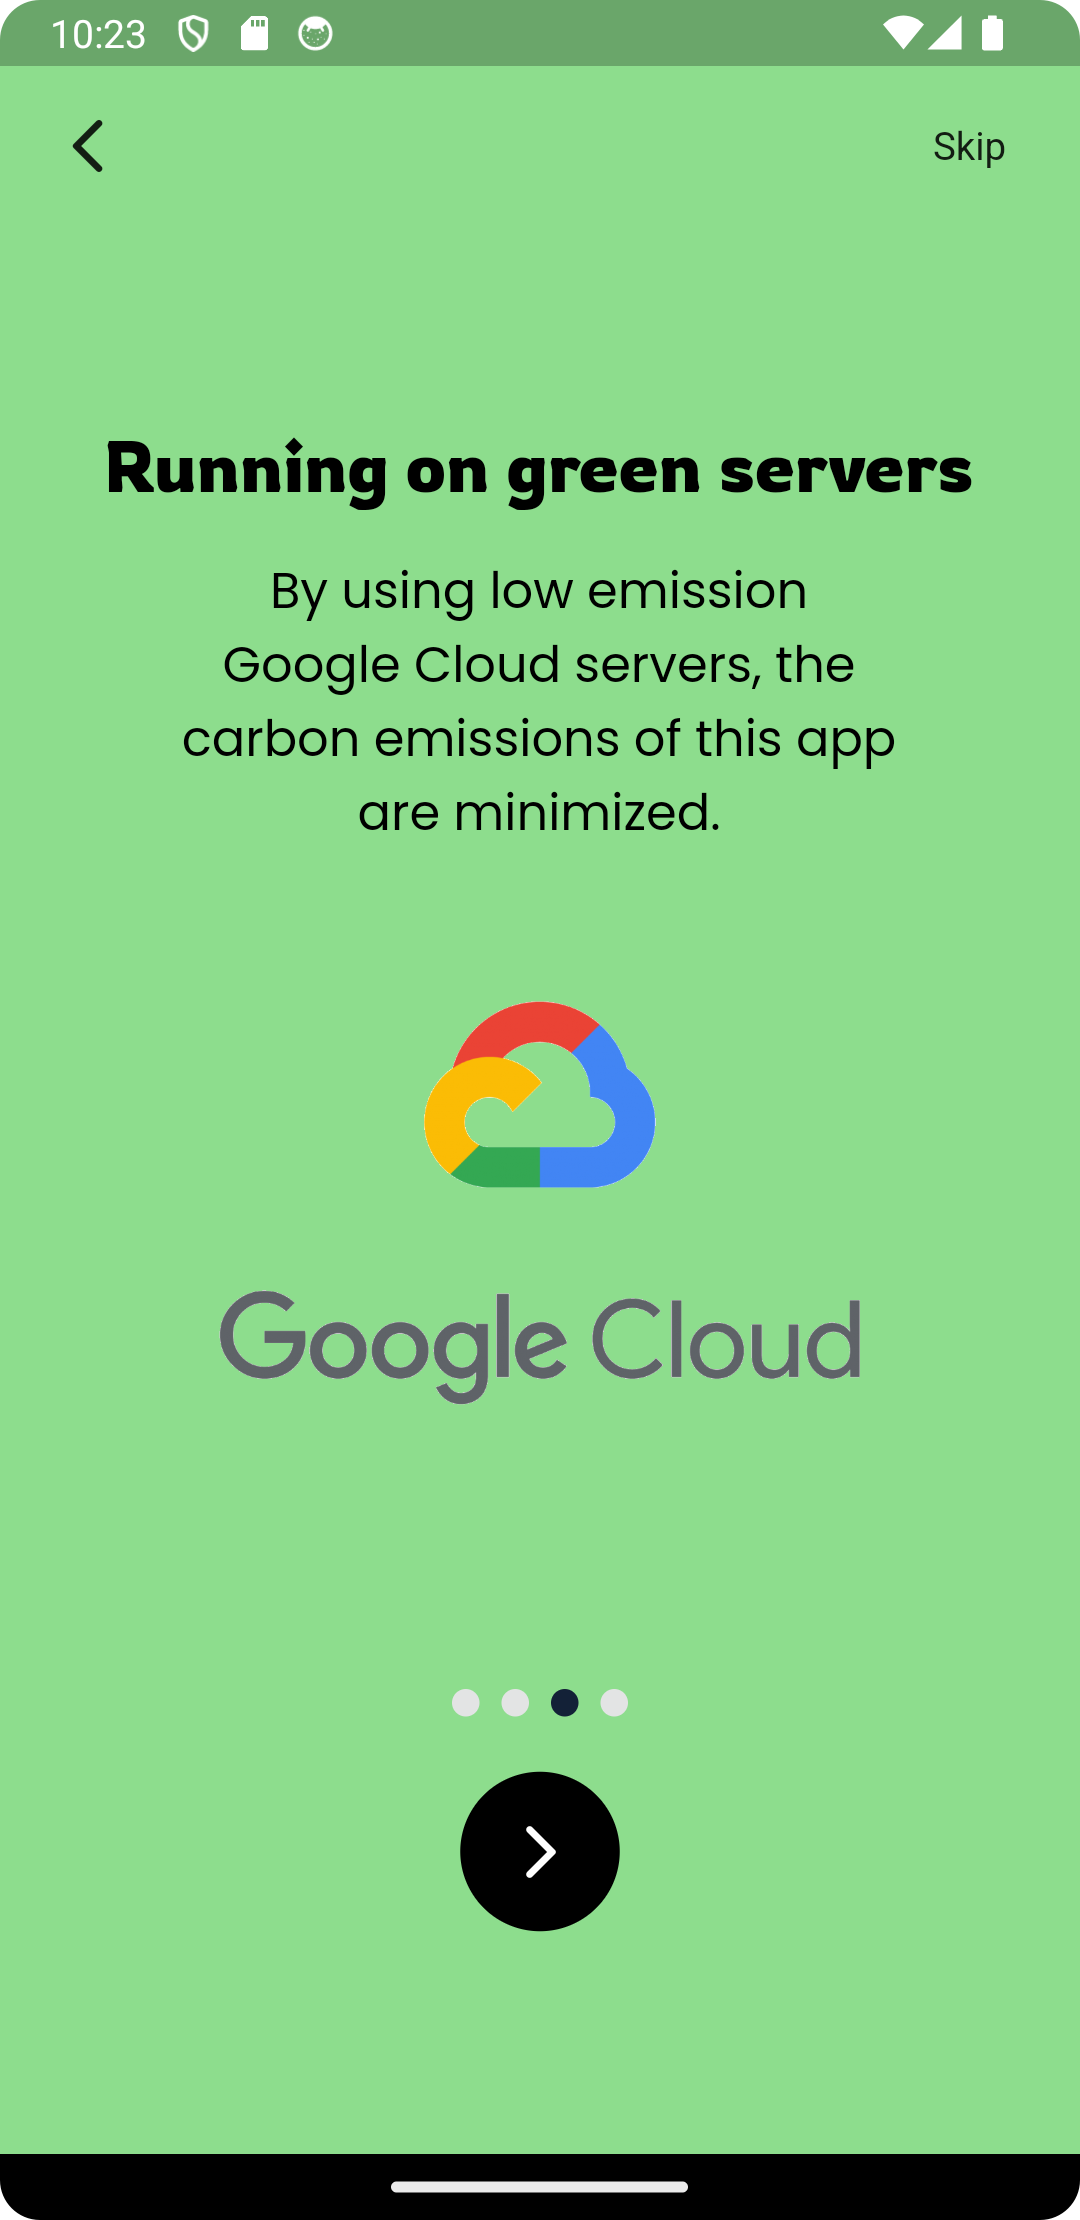 10:23
Skip
Running on green servers
By using low emission
Google Cloud servers, the
carbon emissions of this app
are minimized.
Google Cloud